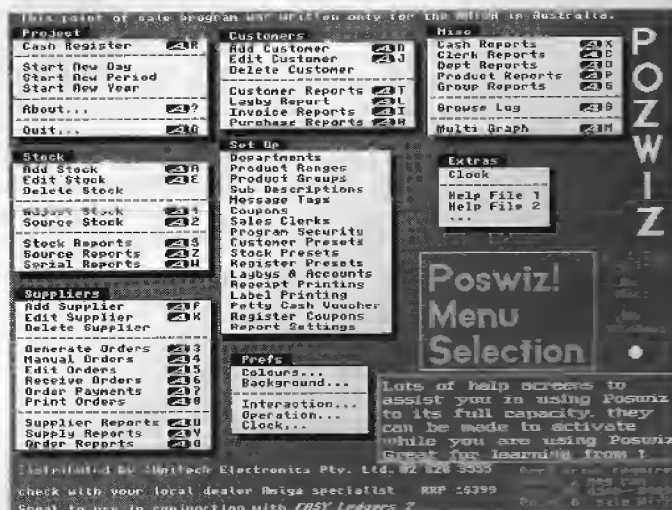 This point of sale program was written only for the AMIGA in Australia.
Project
Cash Register R
Start New Day
Start New Period
Start New Year
About... ?
Quit... Q
Stock
Add Stock A
Edit Stock E
Delete Stock
Adjust Stock
Source Stock 2
Stock Reports S
Source Reports Z
Serial Reports W
Suppliers
Add Supplier F
Edit Supplier K
Delete Supplier
Generate Orders 3
Manual Orders 4
Edit Orders 5
Receive Orders 6
Order Payments 7
Print Orders 8
Supplier Reports U
Supply Reports V
Order Reports O
Customers
Add Customer
Edit Customer J
Delete Customer
Customer Reports T
Layby Report L
Invoice Reports I
Purchase Reports
Set Up
Departments
Product Ranges
Product Groups
Sub Descriptions
Message Tags
Coupons
Sales Clerks
Program Security
Customer Presets
Stock Presets
Register Presets
Laybys & Accounts
Receipt Printing
Label Printing
Petty Cash Voucher
Register Coupons
Report Settings
Prefs
Colours...
Background...
Interaction...
Operation...
Clock...
Misc
Cash Reports X
Clerk Reports C
Dept Reports D
Product Reports P
Group Reports G
Browse Log B
Multi Graph M
Extras
Clock
Help File 1
Help File 2
...
POZWIZ
Poswiz!
Menu
Selection
Lots of help screens to
assist you in using Poswiz
to its full capacity. they
can be made to activate
while you are using Poswiz
Great for learning from !
Distributed by Unitech Electronics Pty. Ltd. 02 820 3555
check with your local dealer Amiga specialist RRP :$399
Great to use in conjunction with EASY Ledgers 2